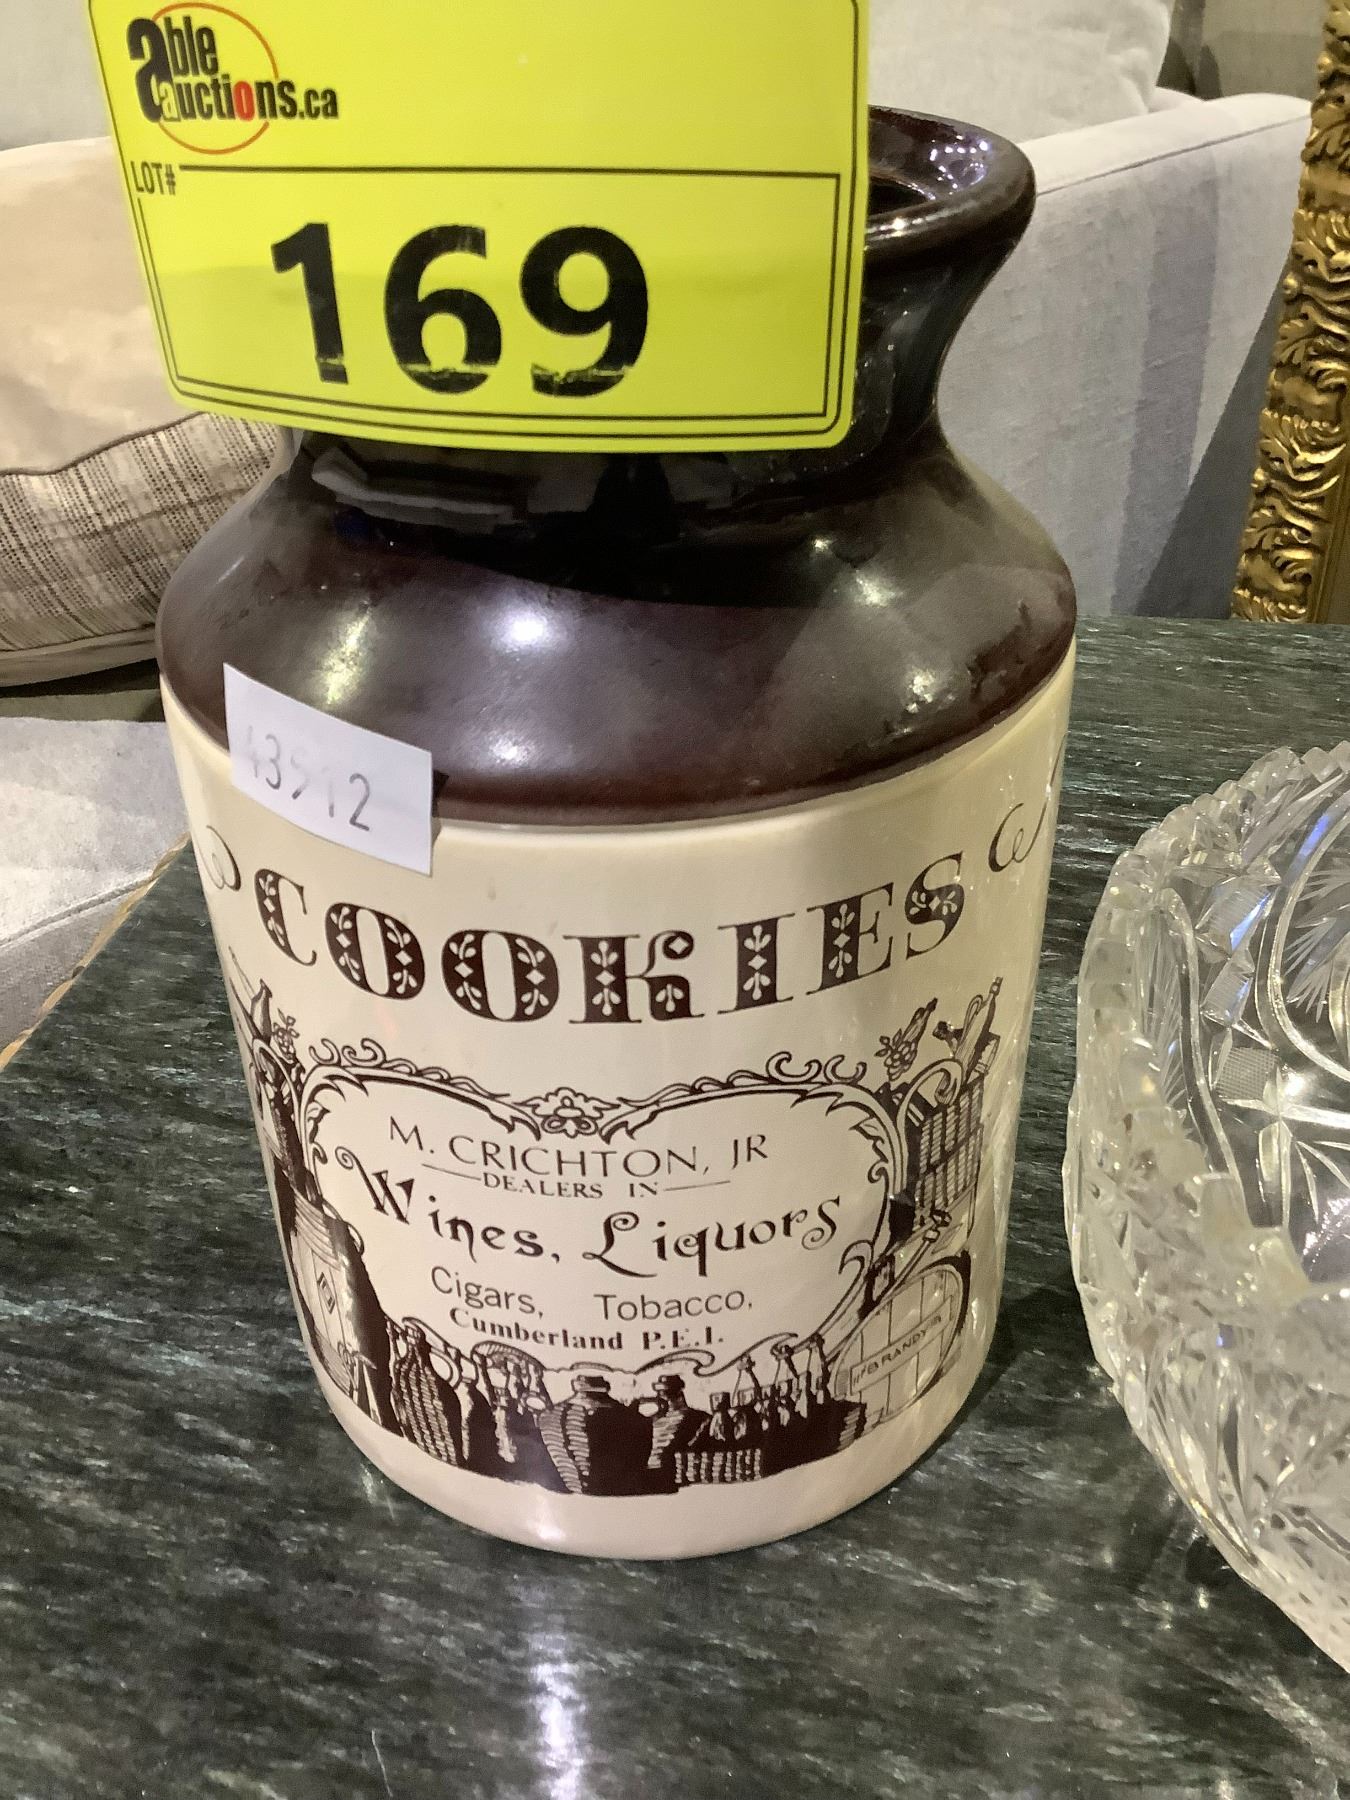 able
auctions.ca
LOT#
169
43912
COOKIES
M. CRICHTON, JR
DEALERS IN
Wines, Liquors
Cigars, Tobacco,
Cumberland P.E.I.
BRANDY